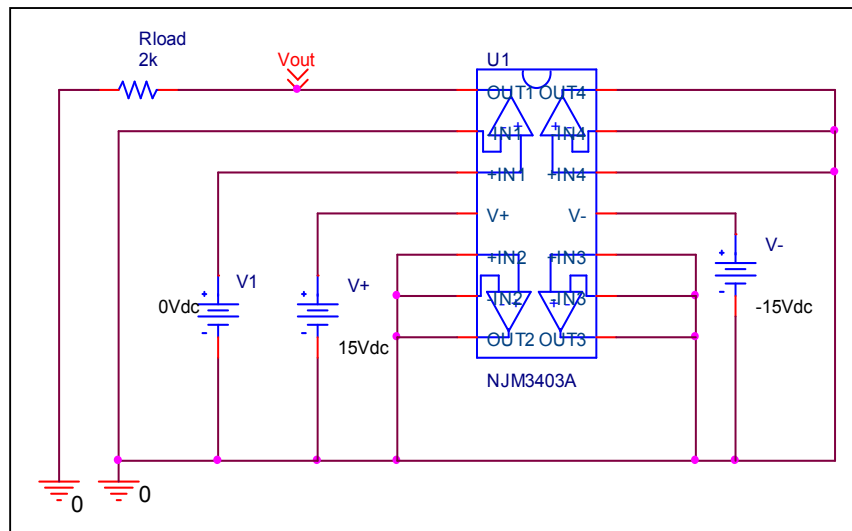 Rload
2k
Vout
U1
OUT1 OUT4
-IN1 -IN4
+IN1 +IN4
V+ V-
+IN2 +IN3
-IN2 -IN3
OUT2 OUT3
NJM3403A
V1
0Vdc
V+
15Vdc
V-
-15Vdc
0
0